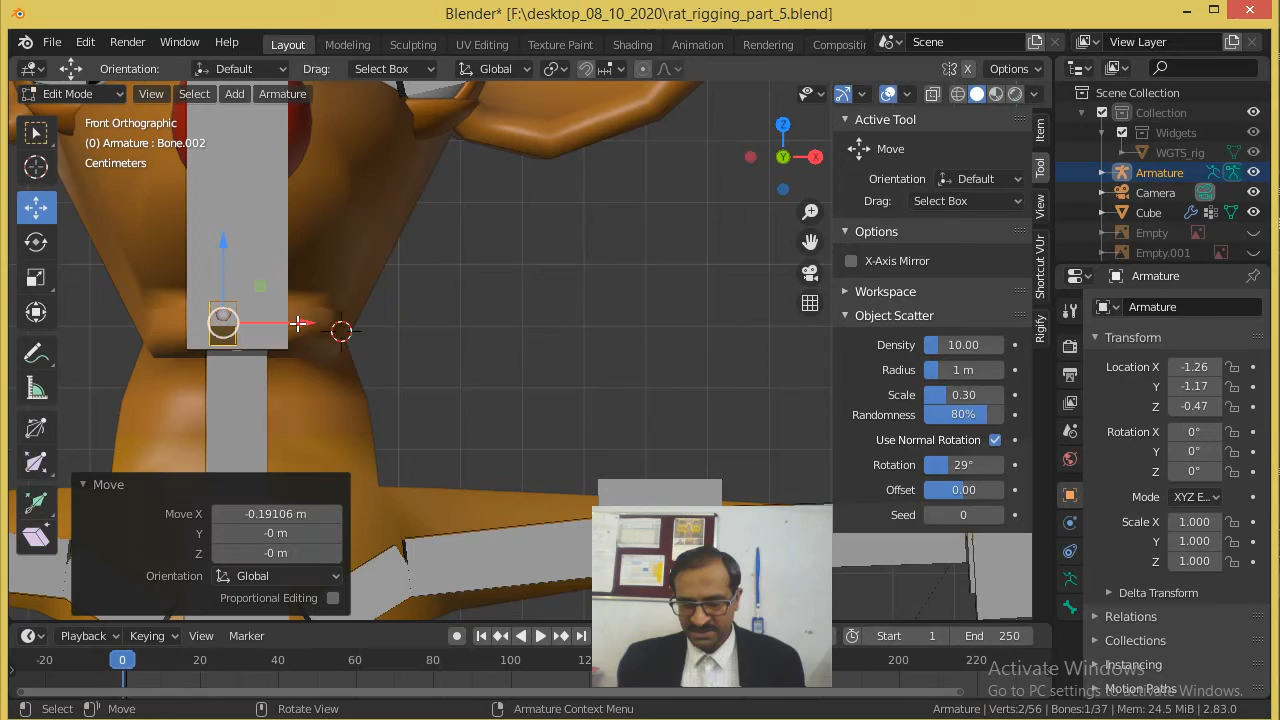 Blender* [F:\desktop_08_10_2020\rat_rigging_part_5.blend]
File Edit Render Window Help Layout Modeling Sculpting UV Editing Texture Paint Shading Animation Rendering Compositi Scene View Layer
Orientation: Default Drag: Select Box Global Options
Edit Mode View Select Add Armature
Front Orthographic
(0) Armature : Bone.002
Centimeters
Z
X
Y
Move
Move X -0.19106 m
Y -0 m
Z -0 m
Orientation Global
Proportional Editing
Active Tool
Move
Orientation Default
Drag: Select Box
Options
X-Axis Mirror
Workspace
Object Scatter
Density 10.00
Radius 1 m
Scale 0.30
Randomness 80%
Use Normal Rotation
Rotation 29°
Offset 0.00
Seed 0
Item
Tool
View
Shortcut VUr
Rigify
Scene Collection
Collection
Widgets
WGTS_rig
Armature
Camera
Cube
Empty
Empty.001
Armature
Armature
Transform
Location X -1.26
Y -1.17
Z -0.47
Rotation X 0°
Y 0°
Z 0°
Mode XYZ E...
Scale X 1.000
Y 1.000
Z 1.000
Delta Transform
Relations
Collections
Instancing
Motion Paths
Playback Keying View Marker Start 1 End 250
-20 0 20 40 60 80 100 200 220
Activate Windows
Go to PC settings to activate Windows.
Select Move Rotate View Armature Context Menu Armature | Verts:2/56 | Bones:1/37 | Mem: 24.5 MiB | 2.83.0